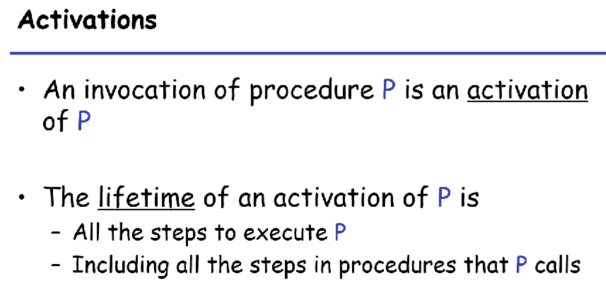 Activations
• An invocation of procedure P is an activation
of P
• The lifetime of an activation of P is
– All the steps to execute P
– Including all the steps in procedures that P calls